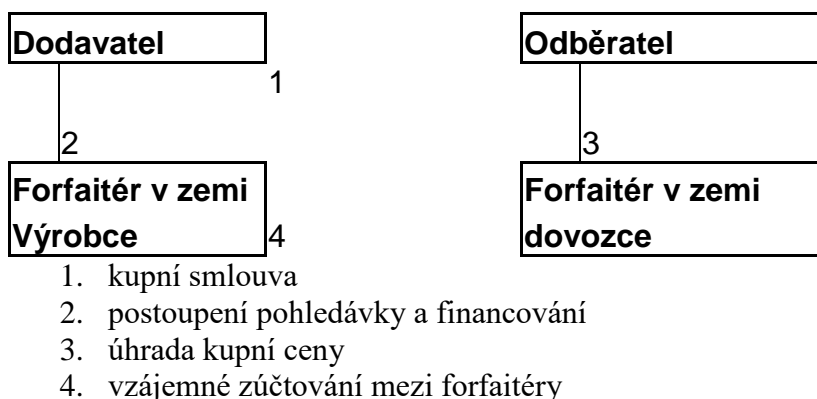 Dodavatel
Odběratel
1
2
3
Forfaitér v zemi
Výrobce
4
Forfaitér v zemi
dovozce
1. kupní smlouva
2. postoupení pohledávky a financování
3. úhrada kupní ceny
4. vzájemné zúčtování mezi forfaitéry